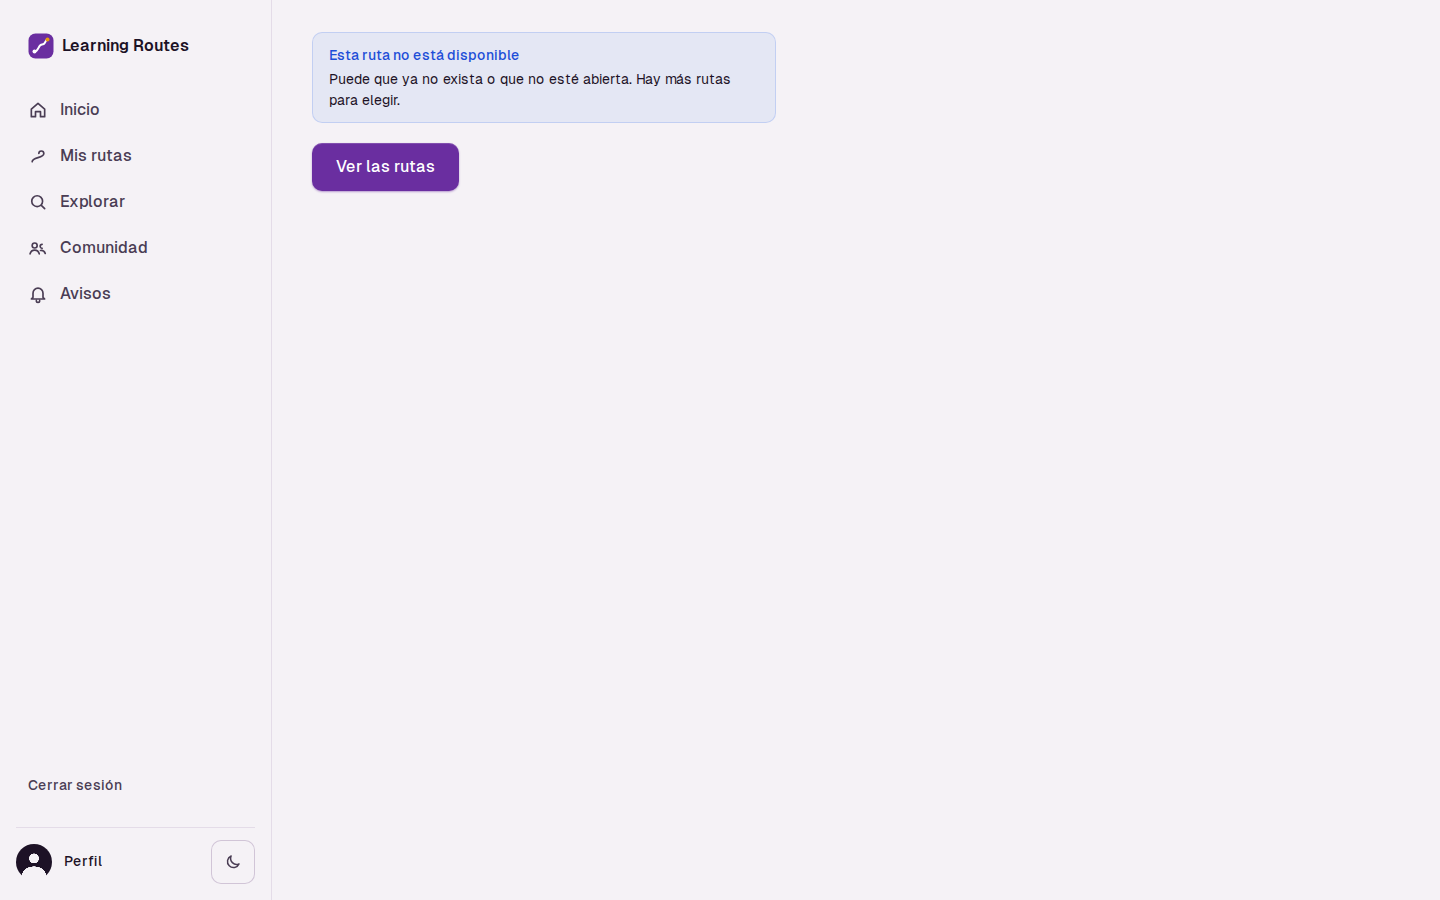 Learning Routes
Inicio
Mis rutas
Explorar
Comunidad
Avisos
Cerrar sesión
Perfil
Esta ruta no está disponible
Puede que ya no exista o que no esté abierta. Hay más rutas
para elegir.
Ver las rutas